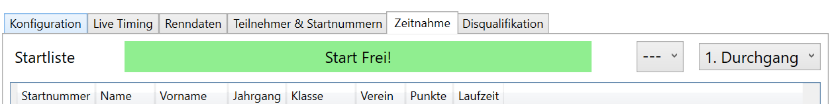 Konfiguration Live Timing Renndaten Teilnehmer & Startnummern Zeitnahme Disqualifikation
Startliste Start Frei! --- 1. Durchgang
Startnummer Name Vorname Jahrgang Klasse Verein Punkte Laufzeit